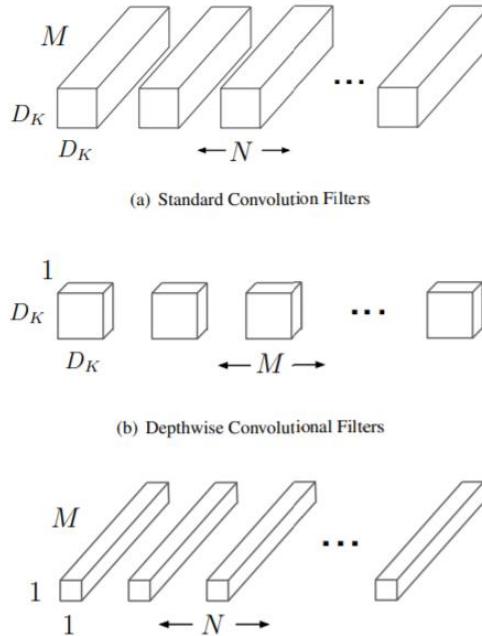 M
D_K
D_K
← N →
...
(a) Standard Convolution Filters
1
D_K
D_K
← M →
...
(b) Depthwise Convolutional Filters
M
1
1
← N →
...